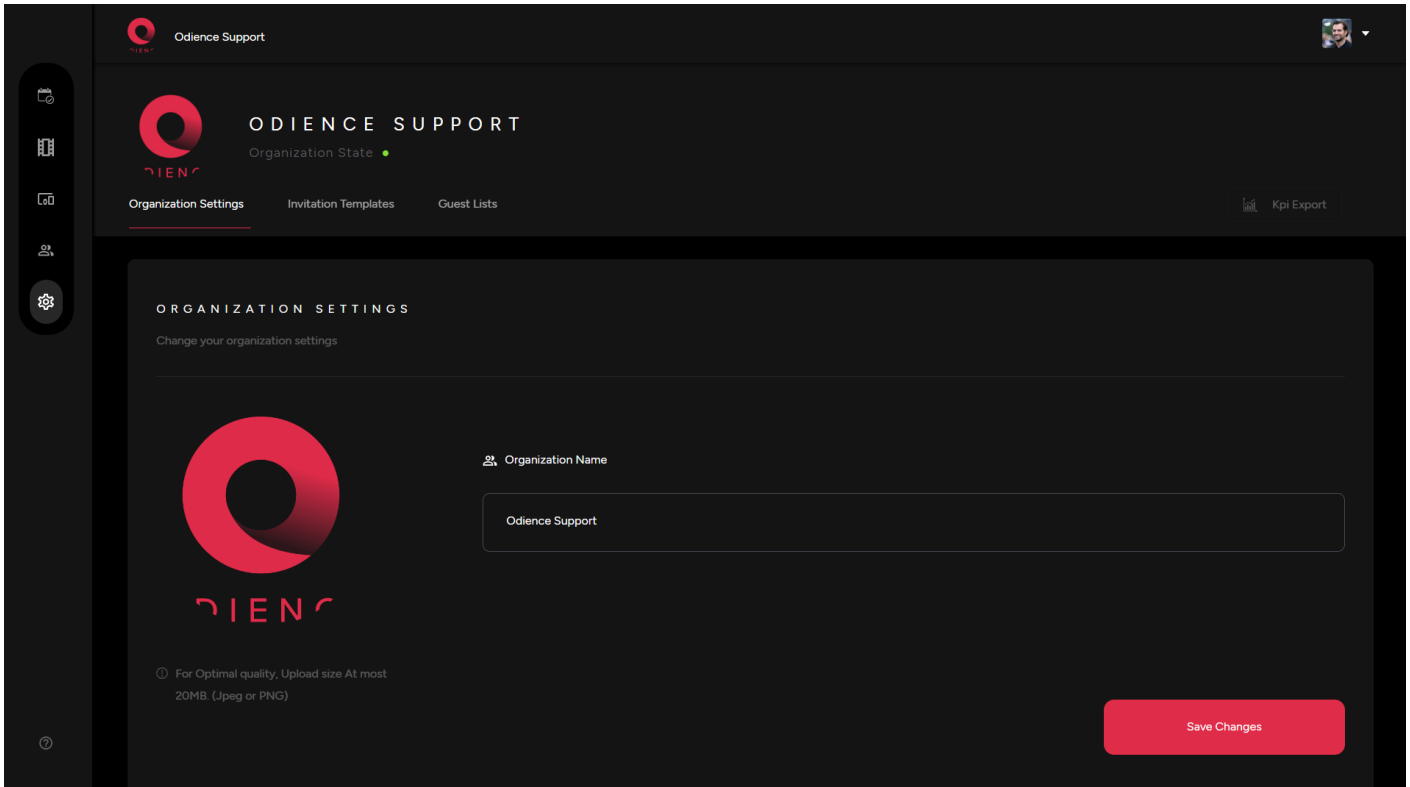 Odience Support
ODIENCE SUPPORT
Organization State
Organization Settings
Invitation Templates
Guest Lists
Kpi Export
ORGANIZATION SETTINGS
Change your organization settings
Organization Name
Odience Support
For Optimal quality, Upload size At most
20MB. (Jpeg or PNG)
Save Changes